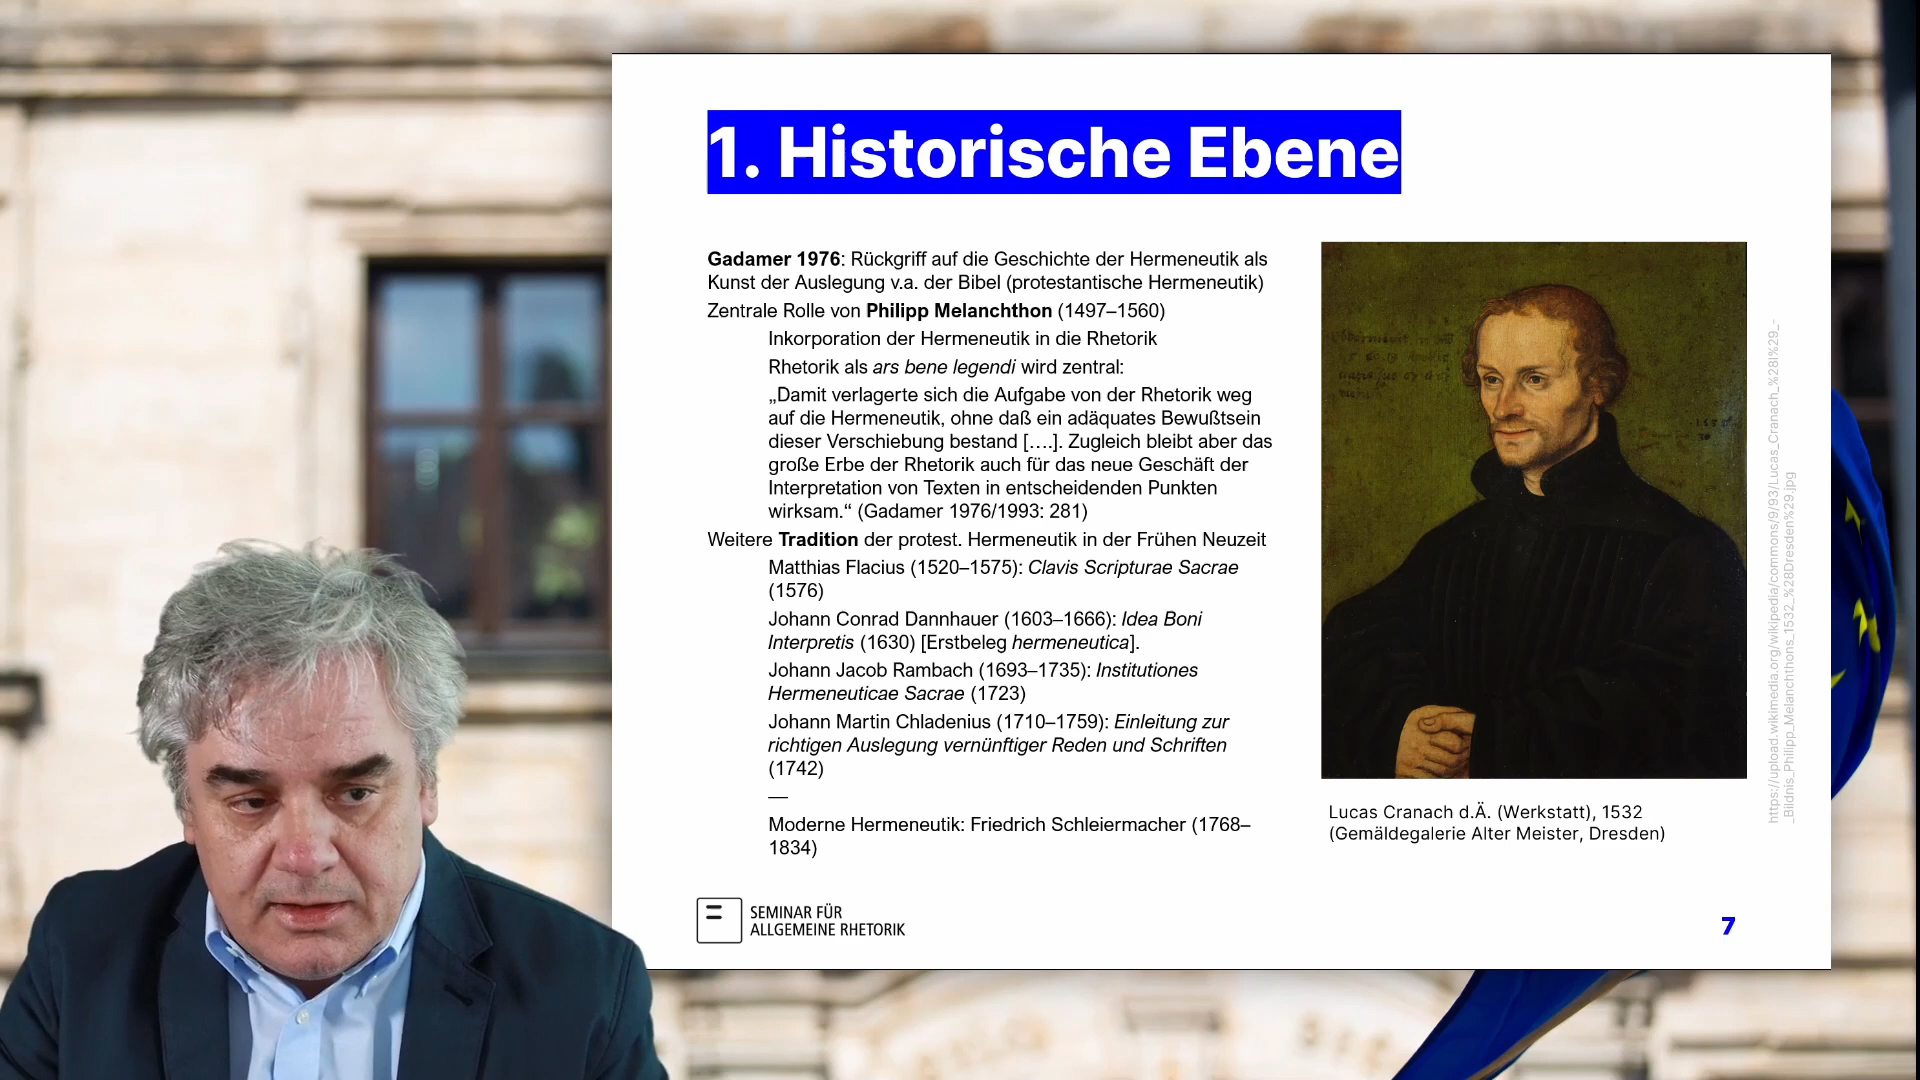 1. Historische Ebene
Gadamer 1976: Rückgriff auf die Geschichte der Hermeneutik als
Kunst der Auslegung v.a. der Bibel (protestantische Hermeneutik)
Zentrale Rolle von Philipp Melanchthon (1497–1560)
Inkorporation der Hermeneutik in die Rhetorik
Rhetorik als ars bene legendi wird zentral:
„Damit verlagerte sich die Aufgabe von der Rhetorik weg
auf die Hermeneutik, ohne daß ein adäquates Bewußtsein
dieser Verschiebung bestand [….]. Zugleich bleibt aber das
große Erbe der Rhetorik auch für das neue Geschäft der
Interpretation von Texten in entscheidenden Punkten
wirksam.“ (Gadamer 1976/1993: 281)
Weitere Tradition der protest. Hermeneutik in der Frühen Neuzeit
Matthias Flacius (1520–1575): Clavis Scripturae Sacrae
(1576)
Johann Conrad Dannhauer (1603–1666): Idea Boni
Interpretis (1630) [Erstbeleg hermeneutica].
Johann Jacob Rambach (1693–1735): Institutiones
Hermeneuticae Sacrae (1723)
Johann Martin Chladenius (1710–1759): Einleitung zur
richtigen Auslegung vernünftiger Reden und Schriften
(1742)
—
Moderne Hermeneutik: Friedrich Schleiermacher (1768–
1834)
Lucas Cranach d.Ä. (Werkstatt), 1532
(Gemäldegalerie Alter Meister, Dresden)
https://upload.wikimedia.org/wikipedia/commons/9/93/Lucas_Cranach_%28I%29_-
_Bildnis_Philipp_Melanchthons_1532_%28Dresden%29.jpg
SEMINAR FÜR
ALLGEMEINE RHETORIK
7